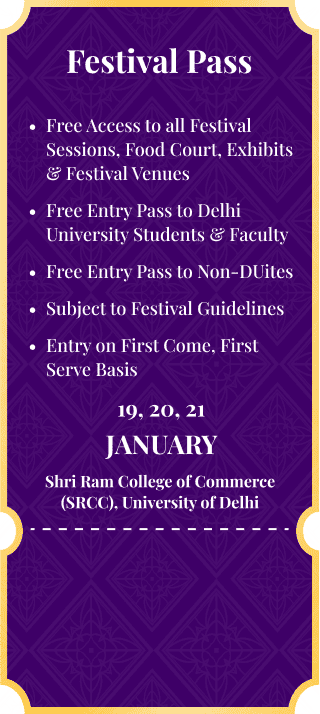 Festival Pass
• Free Access to all Festival
Sessions, Food Court, Exhibits
& Festival Venues
• Free Entry Pass to Delhi
University Students & Faculty
• Free Entry Pass to Non-DUites
• Subject to Festival Guidelines
• Entry on First Come, First
Serve Basis
19, 20, 21
JANUARY
Shri Ram College of Commerce
(SRCC), University of Delhi